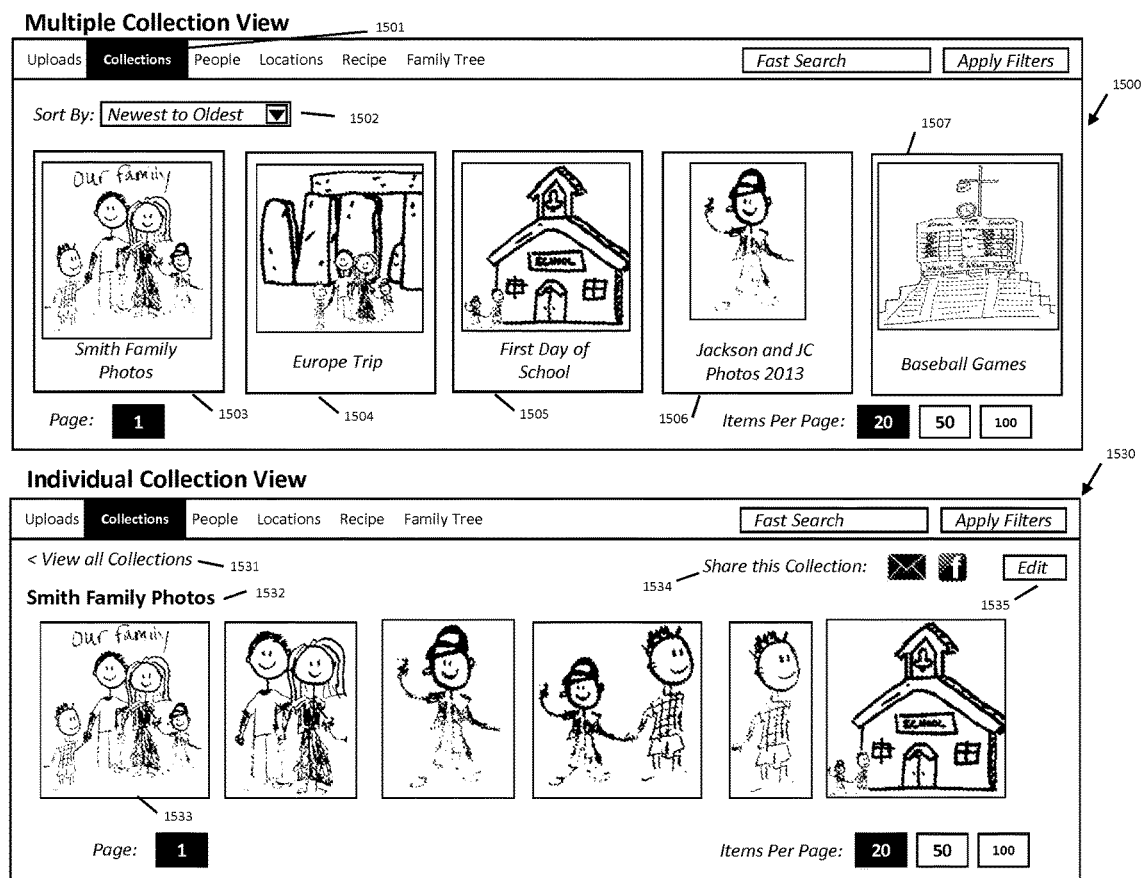 Multiple Collection View
1501
Uploads Collections People Locations Recipe Family Tree Fast Search Apply Filters
1500
Sort By: Newest to Oldest 1502
1507
our family
SCHOOL
Smith Family
Photos
Europe Trip
First Day of
School
Jackson and JC
Photos 2013
Baseball Games
1503 1504 1505 1506
Page: 1 Items Per Page: 20 50 100
Individual Collection View
1530
Uploads Collections People Locations Recipe Family Tree Fast Search Apply Filters
< View all Collections 1531 1534 Share this Collection: f Edit
Smith Family Photos 1532 1535
our family
SCHOOL
1533
Page: 1 Items Per Page: 20 50 100